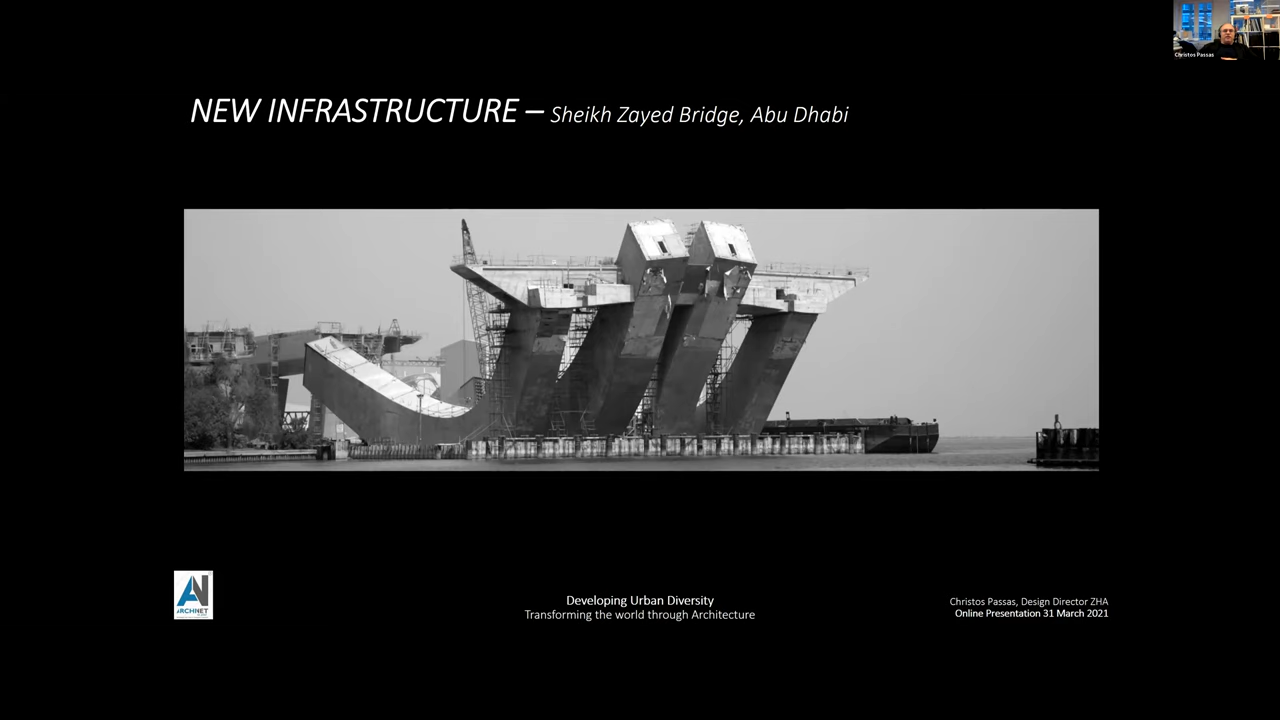 Christos Passas
NEW INFRASTRUCTURE – Sheikh Zayed Bridge, Abu Dhabi
ARCHNET
Developing Urban Diversity
Transforming the world through Architecture
Christos Passas, Design Director ZHA
Online Presentation 31 March 2021